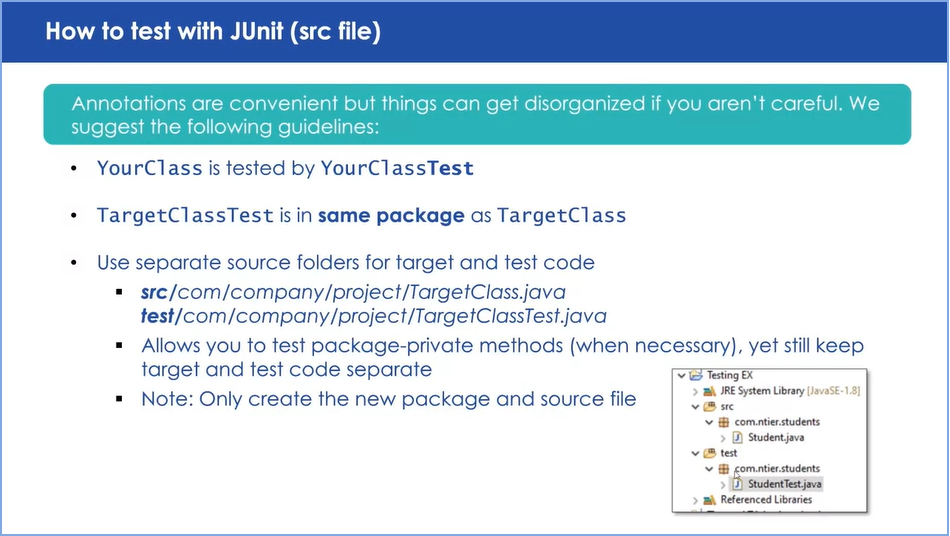 How to test with JUnit (src file)
Annotations are convenient but things can get disorganized if you aren't careful. We
suggest the following guidelines:
• YourClass is tested by YourClassTest
• TargetClassTest is in same package as TargetClass
• Use separate source folders for target and test code
▪ src/com/company/project/TargetClass.java
test/com/company/project/TargetClassTest.java
▪ Allows you to test package-private methods (when necessary), yet still keep
target and test code separate
▪ Note: Only create the new package and source file
Testing EX
JRE System Library [JavaSE-1.8]
src
com.ntier.students
Student.java
test
com.ntier.students
StudentTest.java
Referenced Libraries